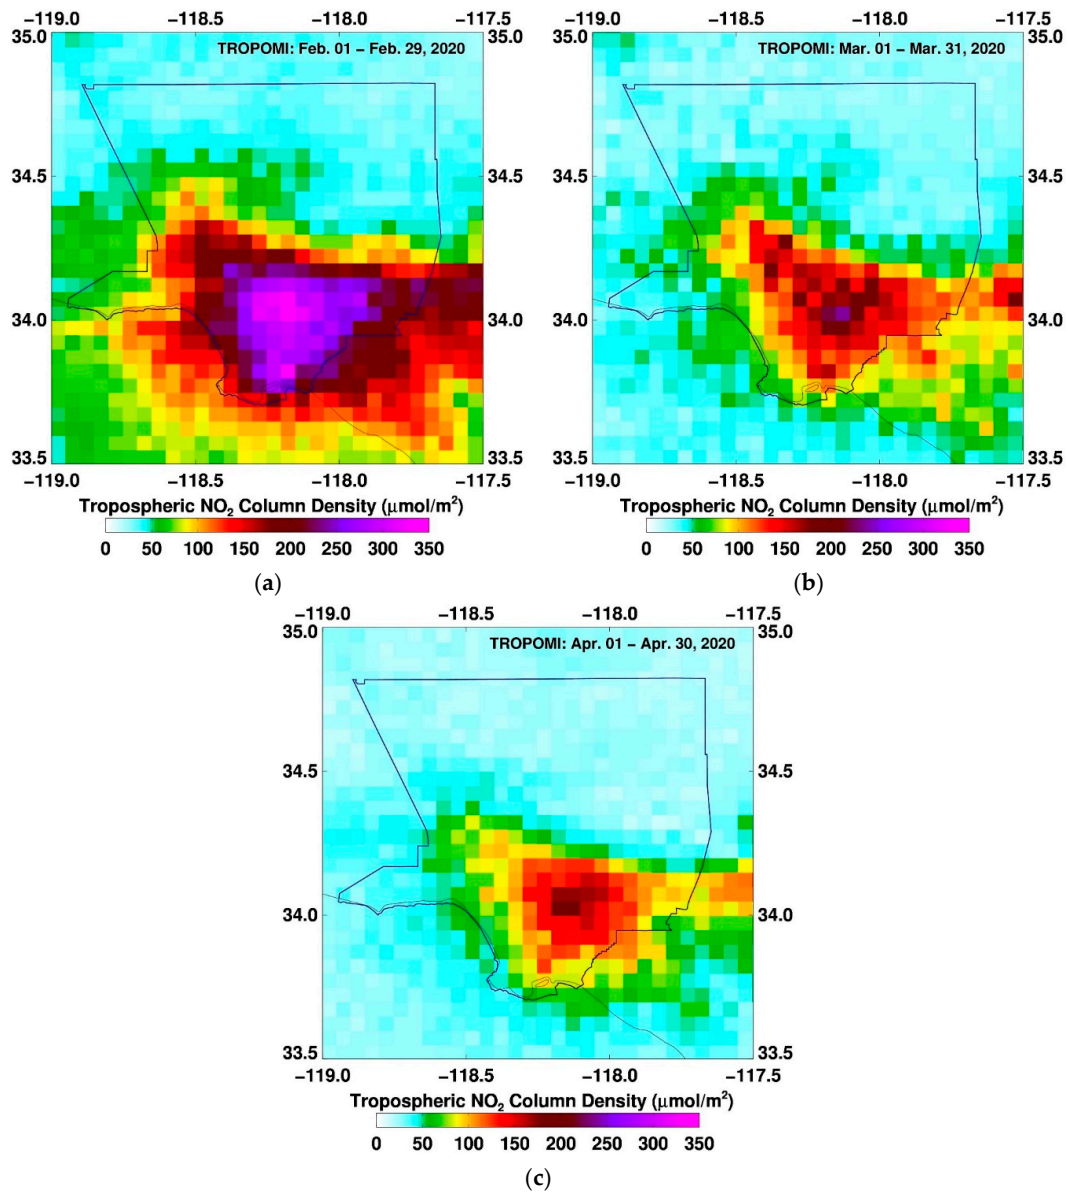 −119.0 −118.5 −118.0 −117.5
35.0 TROPOMI: Feb. 01 − Feb. 29, 2020 35.0
34.5 34.5
34.0 34.0
33.5 33.5
−119.0 −118.5 −118.0 −117.5
Tropospheric NO₂ Column Density (μmol/m²)
0 50 100 150 200 250 300 350
(a)
−119.0 −118.5 −118.0 −117.5
35.0 TROPOMI: Mar. 01 − Mar. 31, 2020 35.0
34.5 34.5
34.0 34.0
33.5 33.5
−119.0 −118.5 −118.0 −117.5
Tropospheric NO₂ Column Density (μmol/m²)
0 50 100 150 200 250 300 350
(b)
−119.0 −118.5 −118.0 −117.5
35.0 TROPOMI: Apr. 01 − Apr. 30, 2020 35.0
34.5 34.5
34.0 34.0
33.5 33.5
−119.0 −118.5 −118.0 −117.5
Tropospheric NO₂ Column Density (μmol/m²)
0 50 100 150 200 250 300 350
(c)